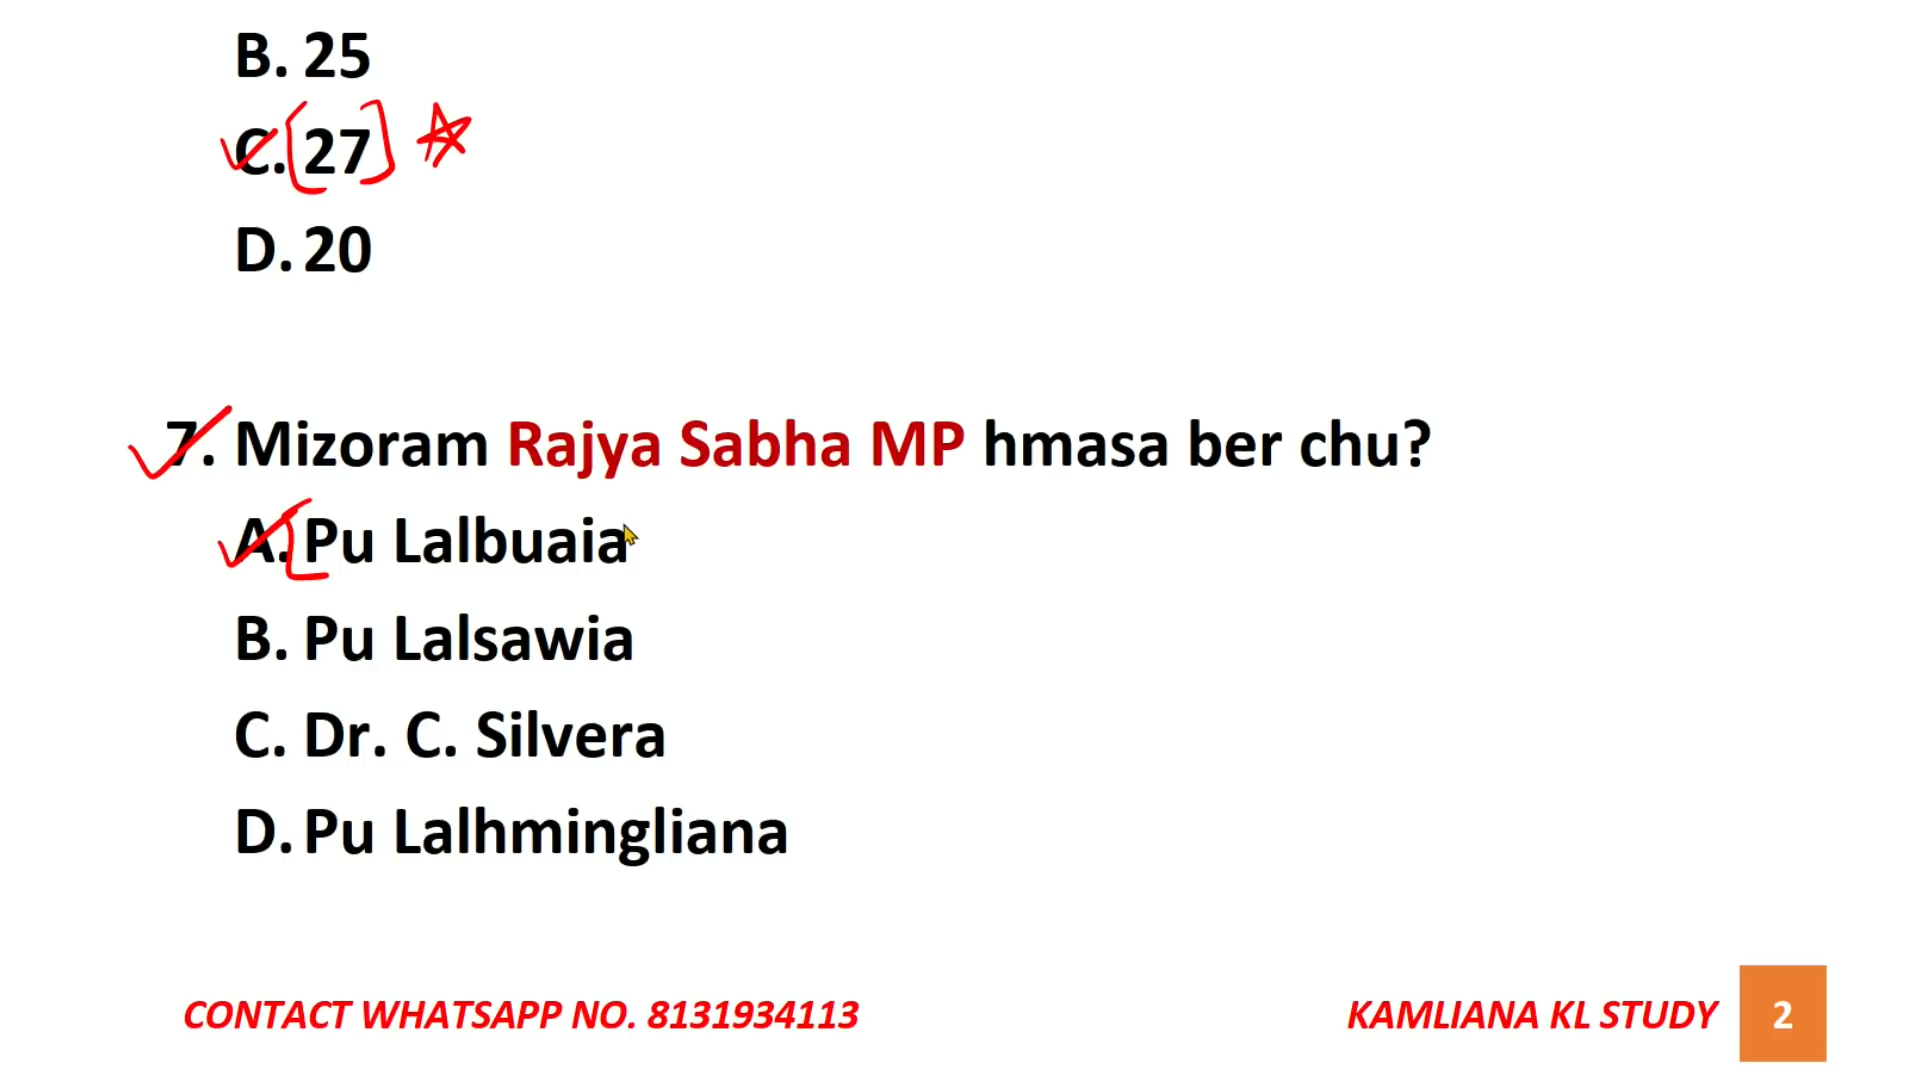 B. 25
C. [27]
D. 20
7. Mizoram Rajya Sabha MP hmasa ber chu?
A. [Pu Lalbuaia
B. Pu Lalsawia
C. Dr. C. Silvera
D. Pu Lalhmingliana
CONTACT WHATSAPP NO. 8131934113
KAMLIANA KL STUDY
2